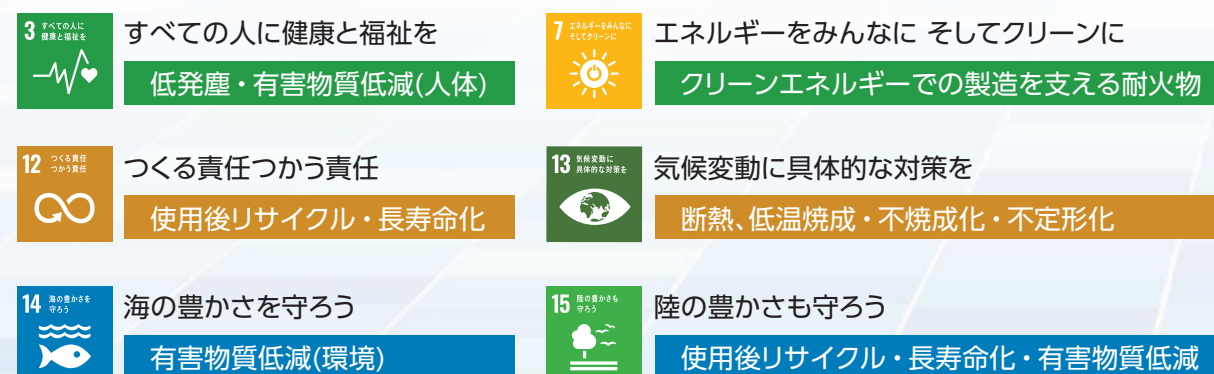 3 すべての人に
健康と福祉を
すべての人に健康と福祉を
低発塵・有害物質低減(人体)
7 エネルギーをみんなに
そしてクリーンに
エネルギーをみんなに そしてクリーンに
クリーンエネルギーでの製造を支える耐火物
12 つくる責任
つかう責任
つくる責任つかう責任
使用後リサイクル・長寿命化
13 気候変動に
具体的な対策を
気候変動に具体的な対策を
断熱、低温焼成・不焼成化・不定形化
14 海の豊かさを
守ろう
海の豊かさを守ろう
有害物質低減(環境)
15 陸の豊かさも
守ろう
陸の豊かさも守ろう
使用後リサイクル・長寿命化・有害物質低減